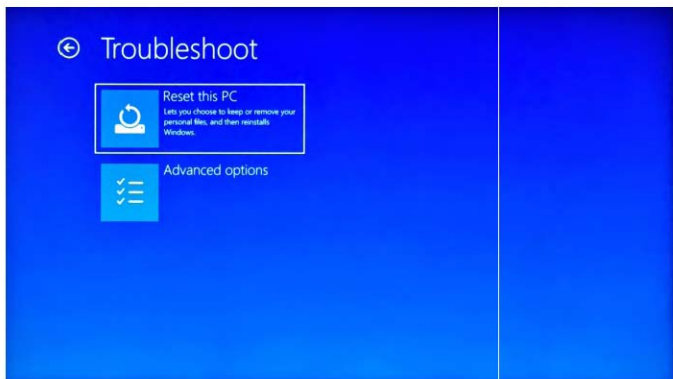 Troubleshoot
Reset this PC
Lets you choose to keep or remove your
personal files, and then reinstalls
Windows.
Advanced options